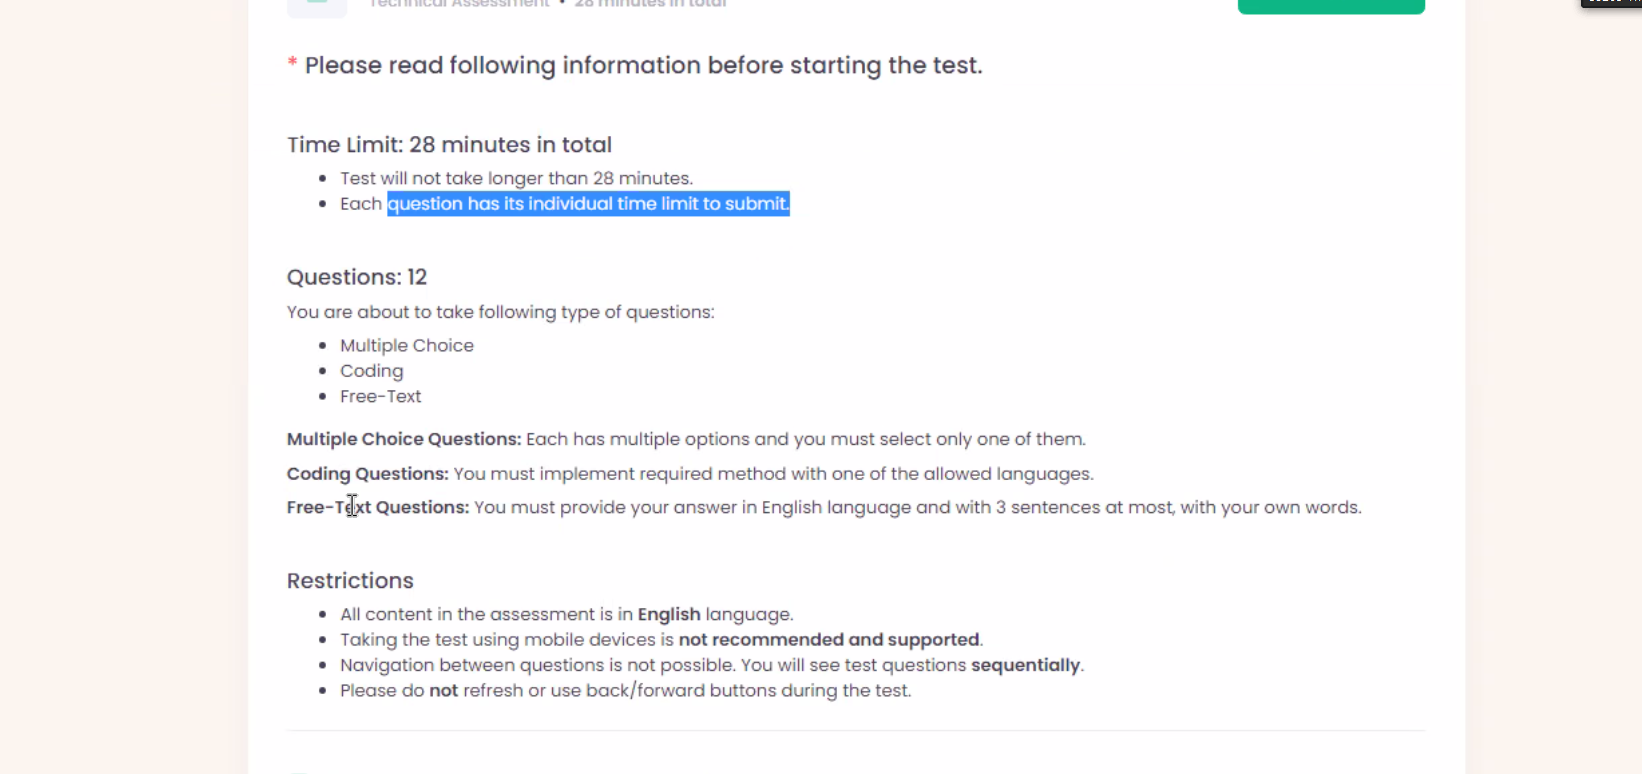 Technical Assessment • 28 minutes in total
* Please read following information before starting the test.
Time Limit: 28 minutes in total
• Test will not take longer than 28 minutes.
• Each question has its individual time limit to submit.
Questions: 12
You are about to take following type of questions:
• Multiple Choice
• Coding
• Free-Text
Multiple Choice Questions: Each has multiple options and you must select only one of them.
Coding Questions: You must implement required method with one of the allowed languages.
Free-Text Questions: You must provide your answer in English language and with 3 sentences at most, with your own words.
Restrictions
• All content in the assessment is in English language.
• Taking the test using mobile devices is not recommended and supported.
• Navigation between questions is not possible. You will see test questions sequentially.
• Please do not refresh or use back/forward buttons during the test.